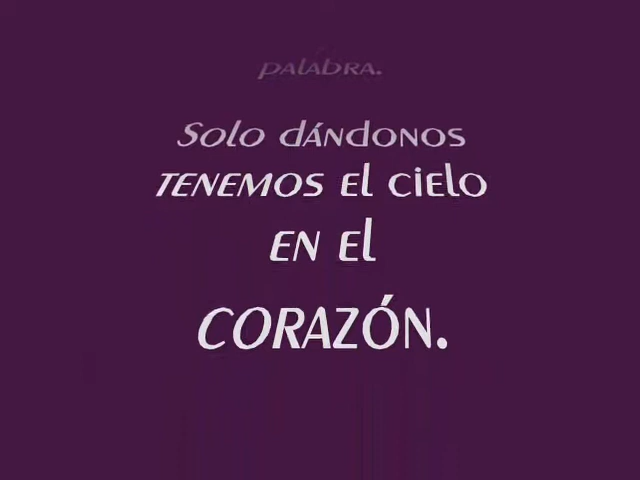 palabra.
Solo dándonos
tenemos el cielo
en el
corazón.